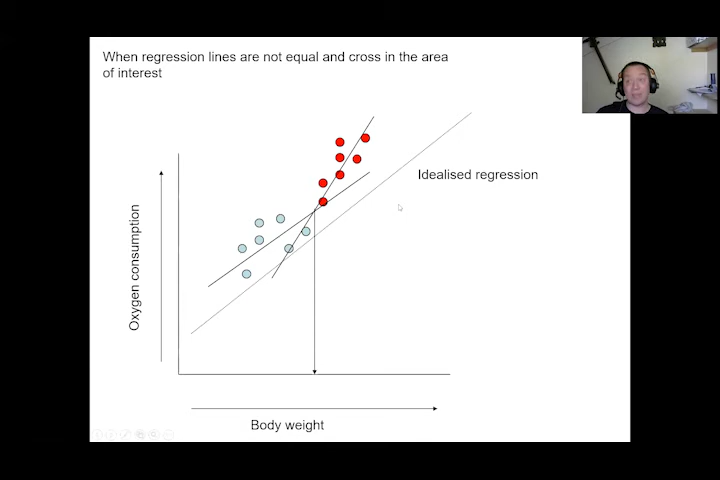 When regression lines are not equal and cross in the area
of interest
Idealised regression
Oxygen consumption
Body weight